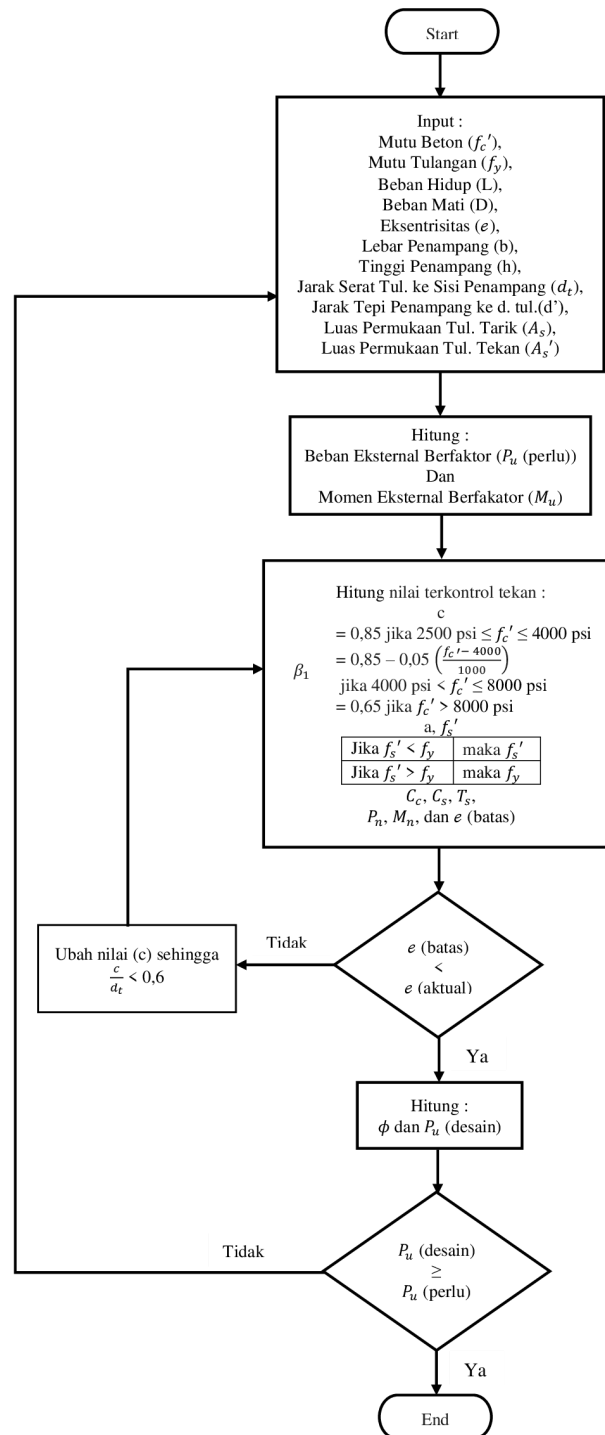 Start
Input :
Mutu Beton (f_c′),
Mutu Tulangan (f_y),
Beban Hidup (L),
Beban Mati (D),
Eksentrisitas (e),
Lebar Penampang (b),
Tinggi Penampang (h),
Jarak Serat Tul. ke Sisi Penampang (d_t),
Jarak Tepi Penampang ke d. tul.(d’),
Luas Permukaan Tul. Tarik (A_s),
Luas Permukaan Tul. Tekan (A_s′)
Hitung :
Beban Eksternal Berfaktor (P_u (perlu))
Dan
Momen Eksternal Berfakator (M_u)
Hitung nilai terkontrol tekan :
c
β_1
= 0,85 jika 2500 psi ≤ f_c′ ≤ 4000 psi
= 0,85 – 0,05 ((f_c′ − 4000)/1000)
jika 4000 psi < f_c′ ≤ 8000 psi
= 0,65 jika f_c′ > 8000 psi
a, f_s′
Jika f_s′ < f_y maka f_s′
Jika f_s′ > f_y maka f_y
C_c, C_s, T_s,
P_n, M_n, dan e (batas)
e (batas)
<
e (aktual)
Tidak
Ubah nilai (c) sehingga
c/d_t < 0,6
Ya
Hitung :
ϕ dan P_u (desain)
P_u (desain)
≥
P_u (perlu)
Tidak
Ya
End